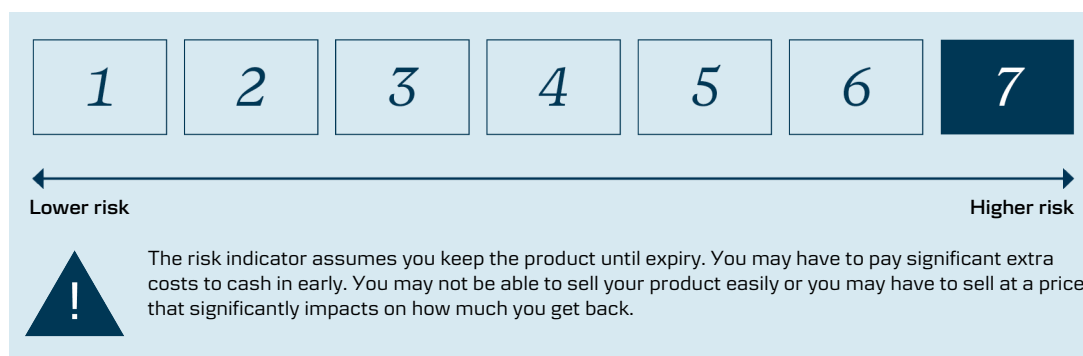 1 2 3 4 5 6 7
Lower risk Higher risk
The risk indicator assumes you keep the product until expiry. You may have to pay significant extra
costs to cash in early. You may not be able to sell your product easily or you may have to sell at a price
that significantly impacts on how much you get back.
!